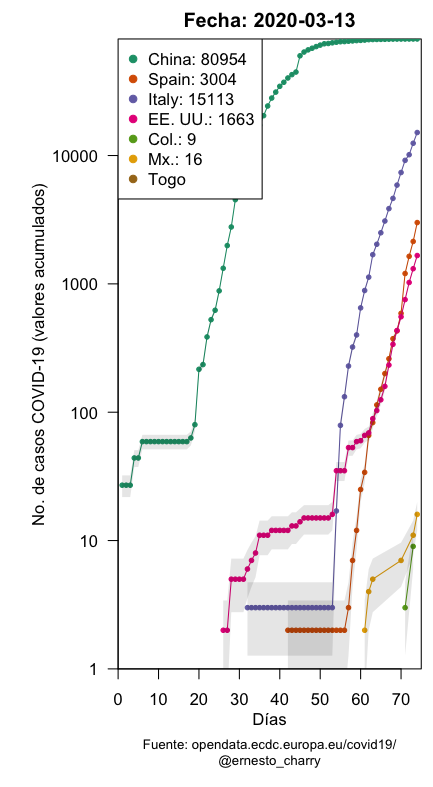 Fecha: 2020-03-13
China: 80954
Spain: 3004
Italy: 15113
EE. UU.: 1663
Col.: 9
Mx.: 16
Togo
No. de casos COVID-19 (valores acumulados)
10000
1000
100
10
1
0 10 20 30 40 50 60 70
Días
Fuente: opendata.ecdc.europa.eu/covid19/
@ernesto_charry